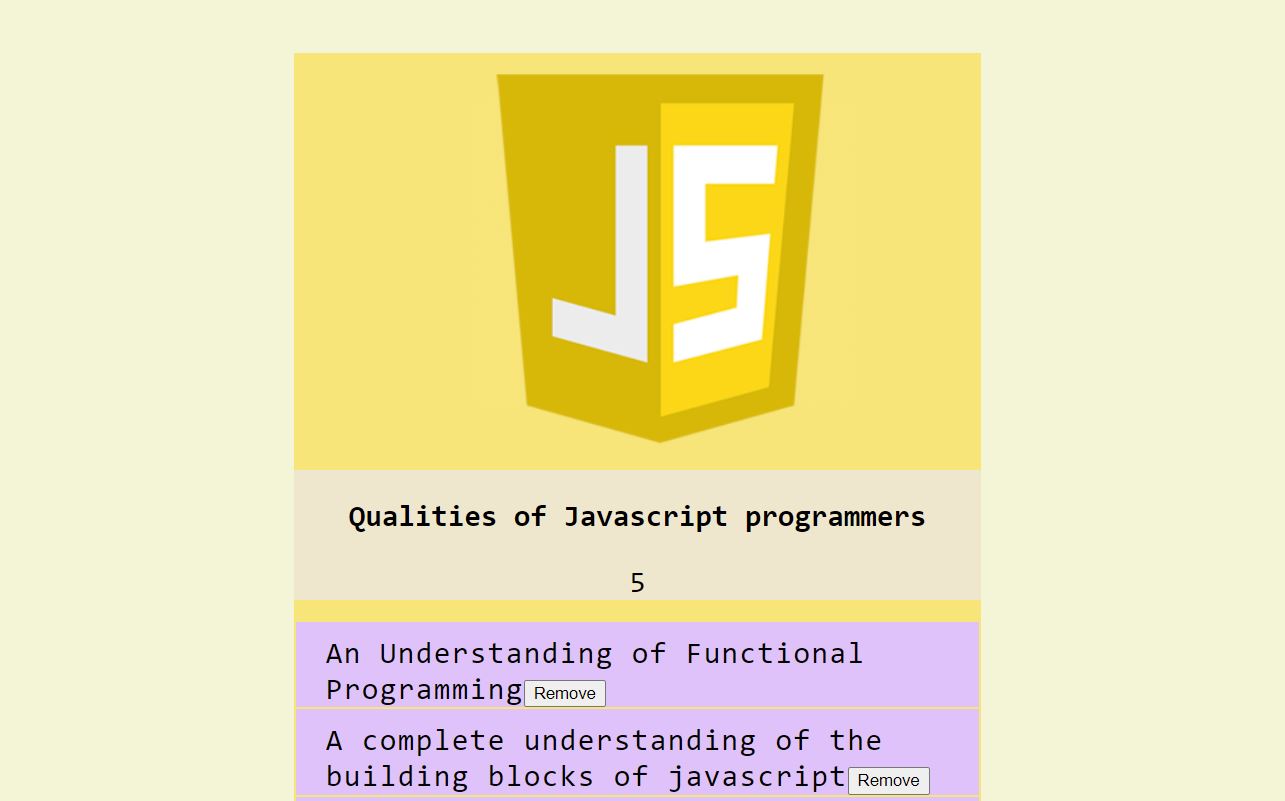 JS
Qualities of Javascript programmers
5
An Understanding of Functional
Programming Remove
A complete understanding of the
building blocks of javascript Remove